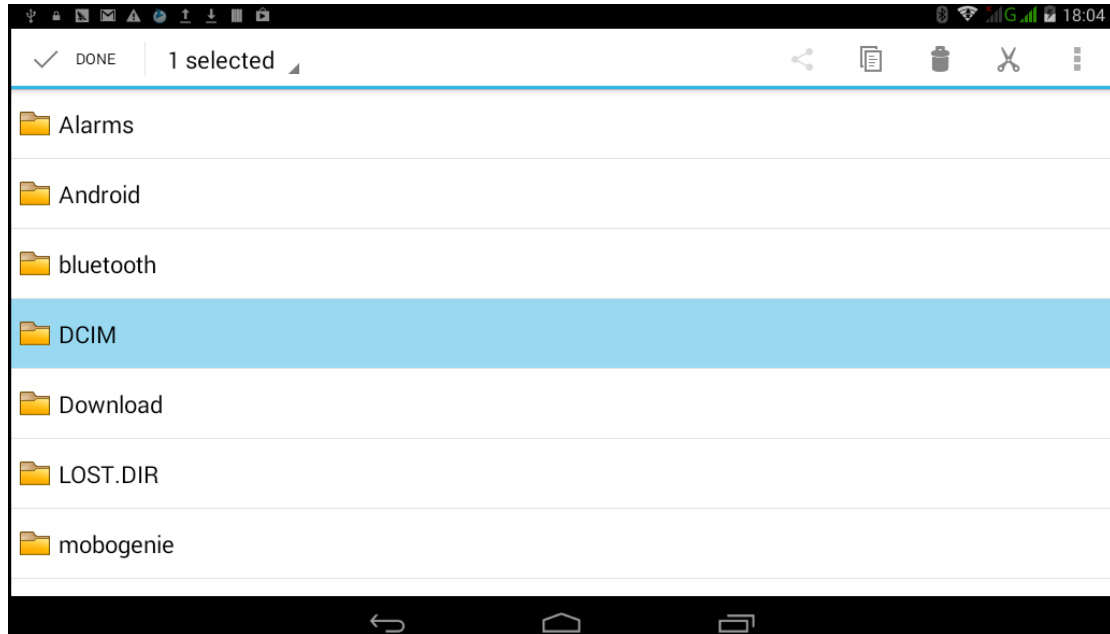 G 18:04
DONE 1 selected
Alarms
Android
bluetooth
DCIM
Download
LOST.DIR
mobogenie